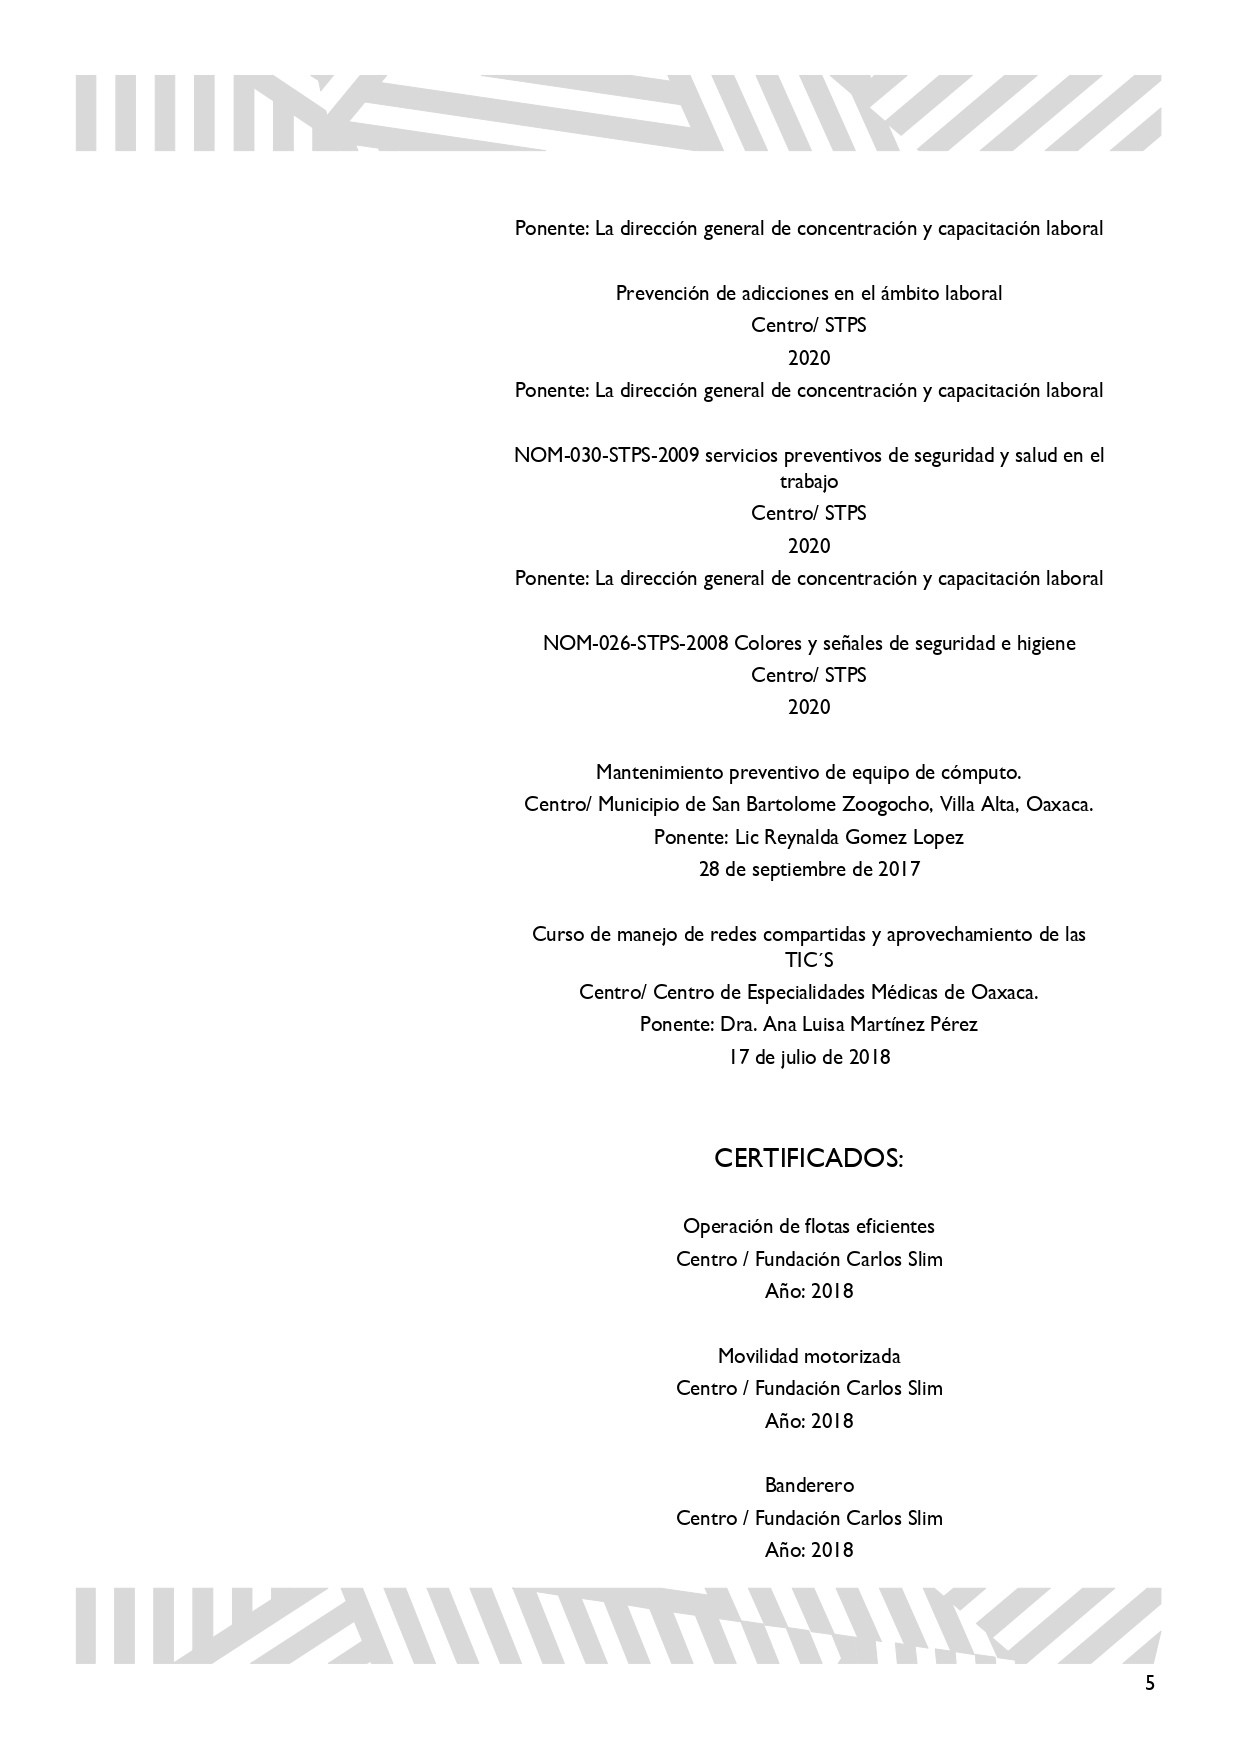 Ponente: La dirección general de concentración y capacitación laboral
Prevención de adicciones en el ámbito laboral
Centro/ STPS
2020
Ponente: La dirección general de concentración y capacitación laboral
NOM-030-STPS-2009 servicios preventivos de seguridad y salud en el
trabajo
Centro/ STPS
2020
Ponente: La dirección general de concentración y capacitación laboral
NOM-026-STPS-2008 Colores y señales de seguridad e higiene
Centro/ STPS
2020
Mantenimiento preventivo de equipo de cómputo.
Centro/ Municipio de San Bartolome Zoogocho, Villa Alta, Oaxaca.
Ponente: Lic Reynalda Gomez Lopez
28 de septiembre de 2017
Curso de manejo de redes compartidas y aprovechamiento de las
TIC´S
Centro/ Centro de Especialidades Médicas de Oaxaca.
Ponente: Dra. Ana Luisa Martínez Pérez
17 de julio de 2018
CERTIFICADOS:
Operación de flotas eficientes
Centro / Fundación Carlos Slim
Año: 2018
Movilidad motorizada
Centro / Fundación Carlos Slim
Año: 2018
Banderero
Centro / Fundación Carlos Slim
Año: 2018
5